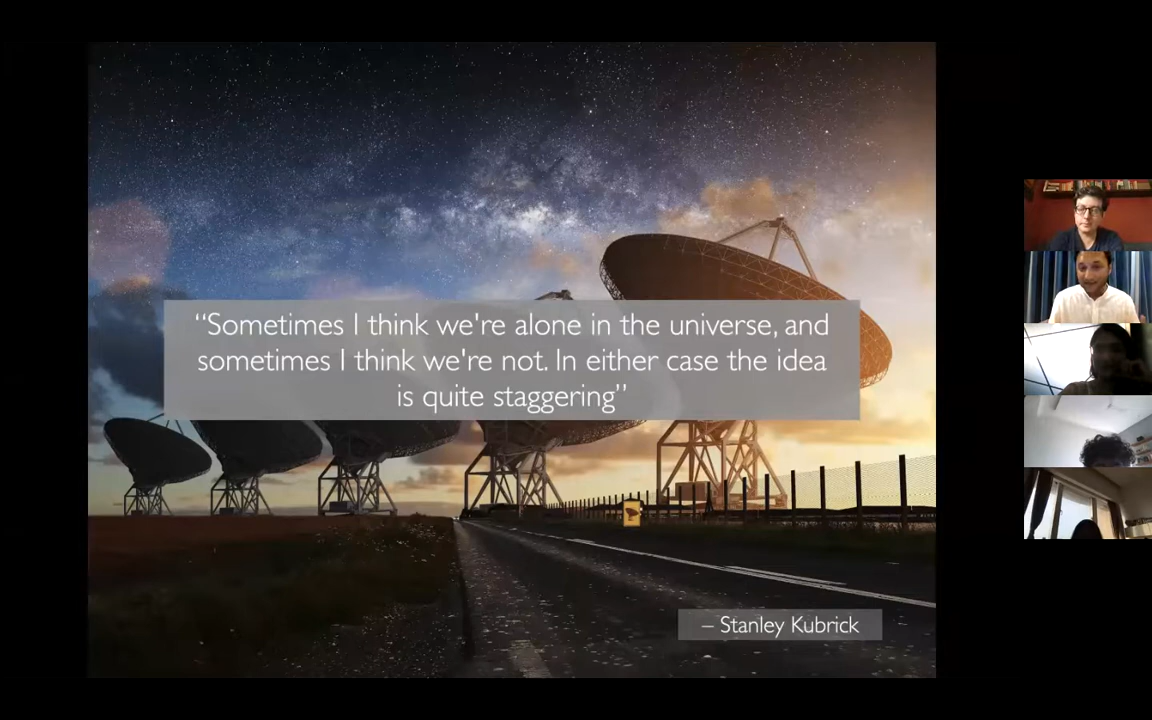 “Sometimes I think we're alone in the universe, and
sometimes I think we're not. In either case the idea
is quite staggering”
– Stanley Kubrick